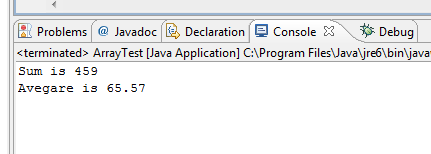 Problems @ Javadoc Declaration Console Debug
<terminated> ArrayTest [Java Application] C:\Program Files\Java\jre6\bin\java
Sum is 459
Avegare is 65.57